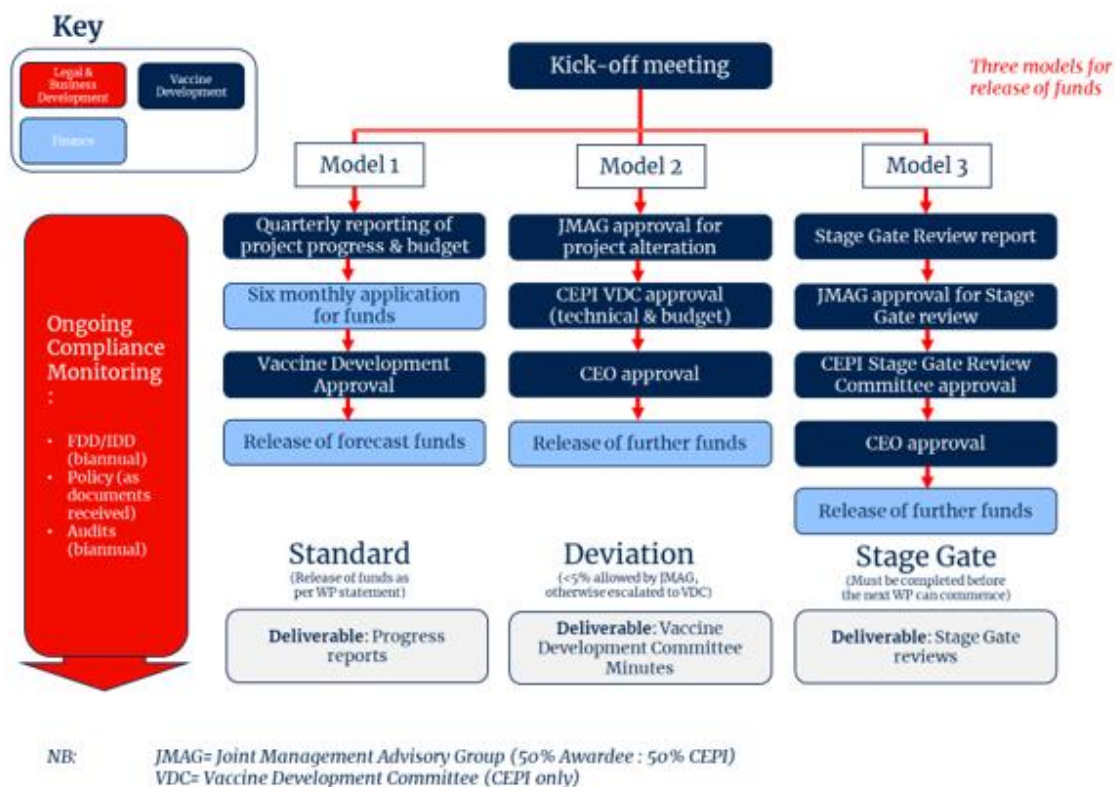 Key
Legal &
Business
Development
Vaccine
Development
Finance
Kick-off meeting
Three models for
release of funds
Model 1
Model 2
Model 3
Quarterly reporting of
project progress & budget
Six monthly application
for funds
Vaccine Development
Approval
Release of forecast funds
JMAG approval for
project alteration
CEPI VDC approval
(technical & budget)
CEO approval
Release of further funds
Stage Gate Review report
JMAG approval for Stage
Gate review
CEPI Stage Gate Review
Committee approval
CEO approval
Release of further funds
Ongoing
Compliance
Monitoring
:
• FDD/IDD
(biannual)
• Policy (as
documents
received)
• Audits
(biannual)
Standard
(Release of funds as
per WP statement)
Deliverable: Progress
reports
Deviation
(<5% allowed by JMAG,
otherwise escalated to VDC)
Deliverable: Vaccine
Development Committee
Minutes
Stage Gate
(Must be completed before
the next WP can commence)
Deliverable: Stage Gate
reviews
NB: JMAG= Joint Management Advisory Group (50% Awardee : 50% CEPI)
VDC= Vaccine Development Committee (CEPI only)